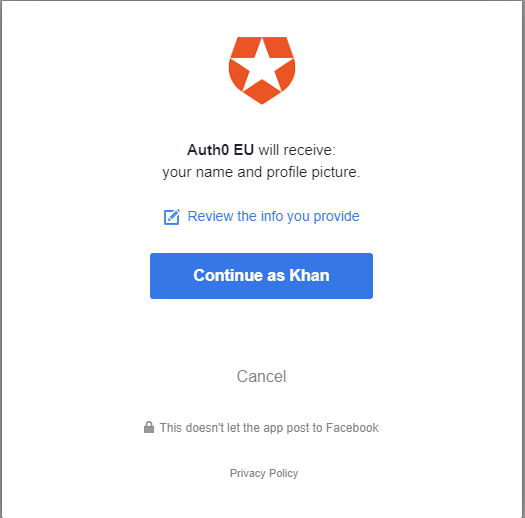 Auth0 EU will receive:
your name and profile picture.
Review the info you provide
Continue as Khan
Cancel
This doesn't let the app post to Facebook
Privacy Policy